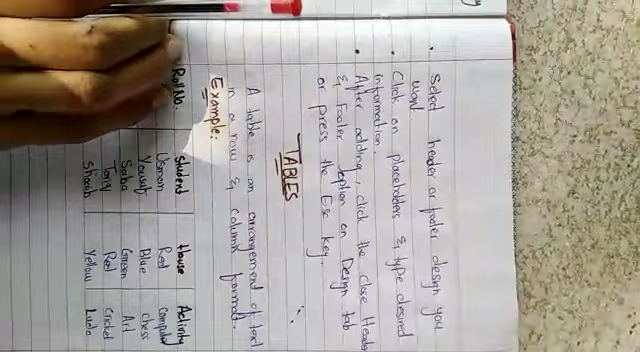 • Select header or footer design you
want
• Click on placeholders & type desired
information.
• After adding, click the Close Header
& Footer option on Design tab
or press the Esc key.
TABLES
A table is an arrangement of text
in a row & column format.
Example:
Roll No. Student House Activity
Usman Red Computer
Yousuf Blue chess
Saba Green Art
Tariq Red Cricket
Shoaib Yellow Ludo